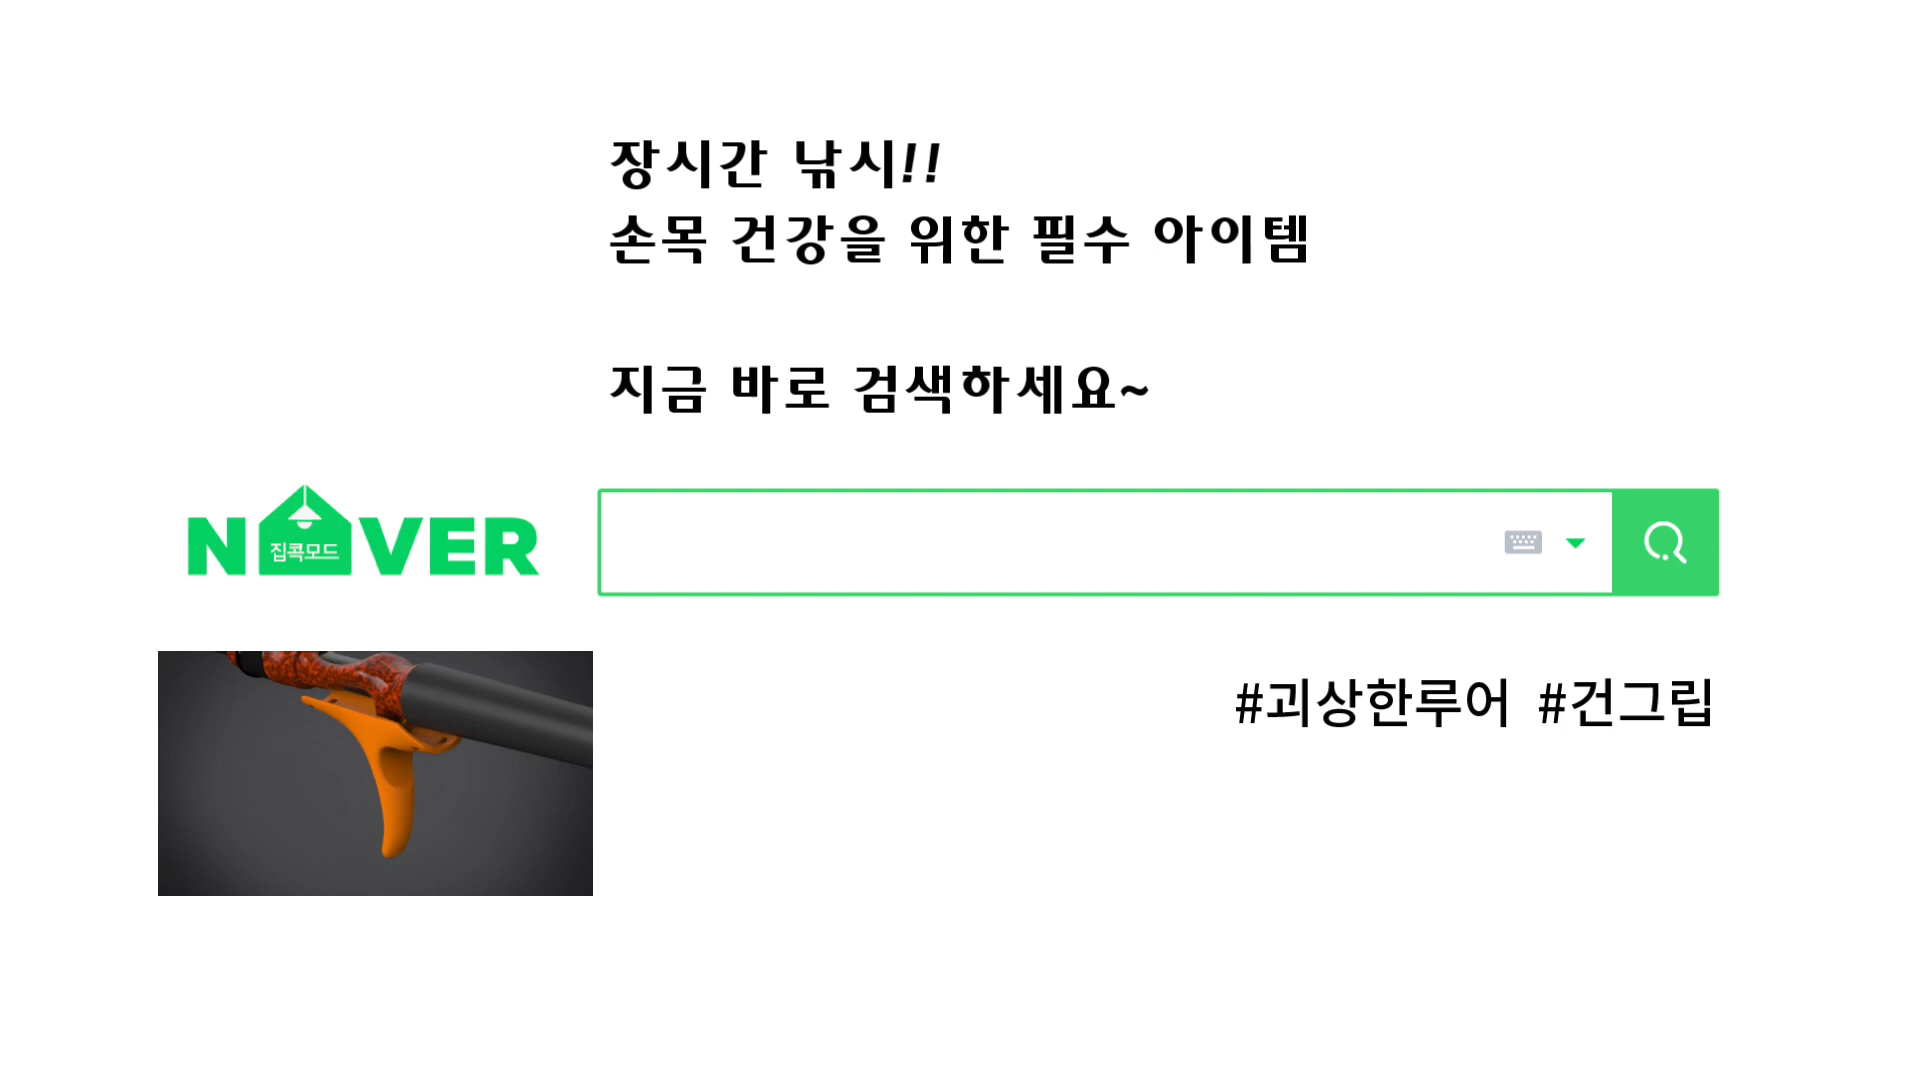 장시간 낚시!!
손목 건강을 위한 필수 아이템
지금 바로 검색하세요~
NAVER
집콕모드
#괴상한루어 #건그립